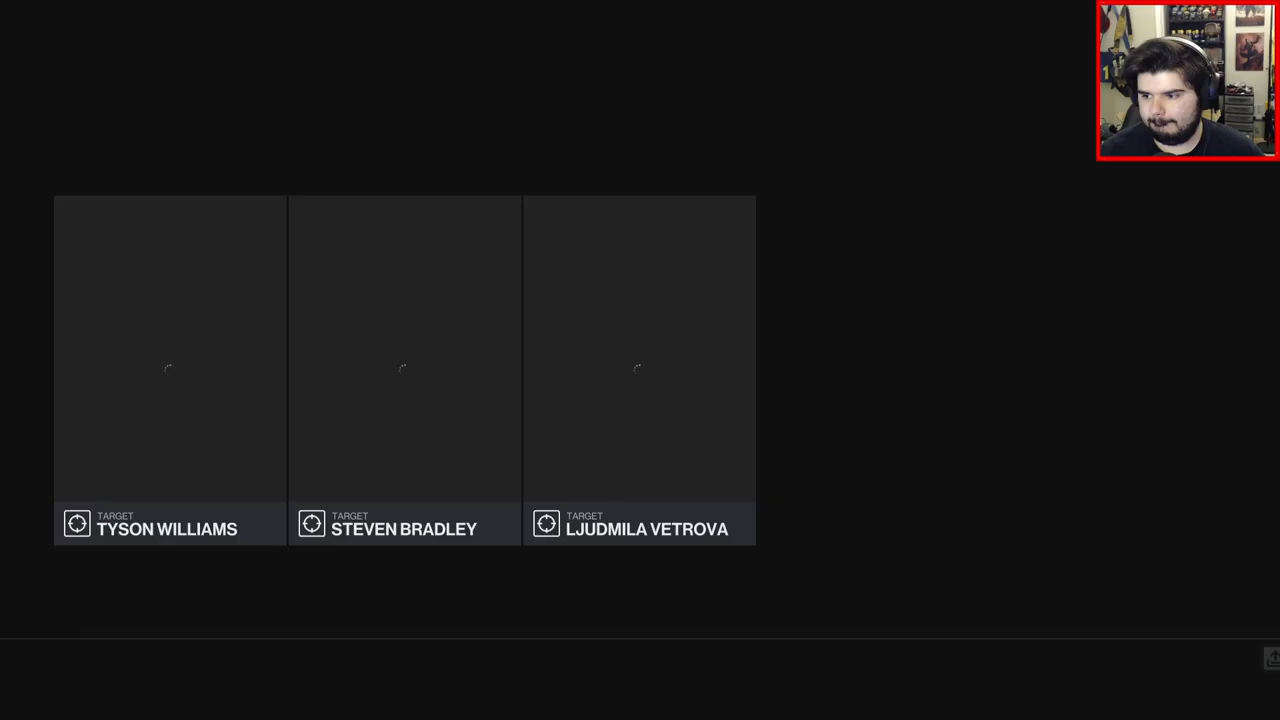 TARGET
TYSON WILLIAMS
TARGET
STEVEN BRADLEY
TARGET
LJUDMILA VETROVA